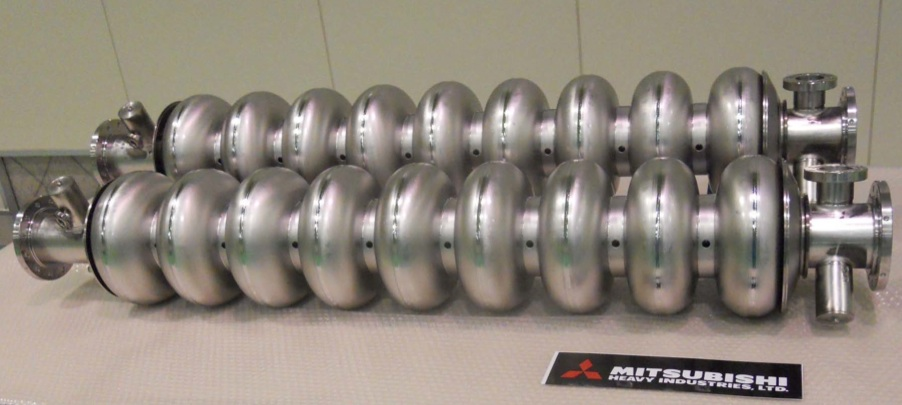 MITSUBISHI
HEAVY INDUSTRIES, LTD.